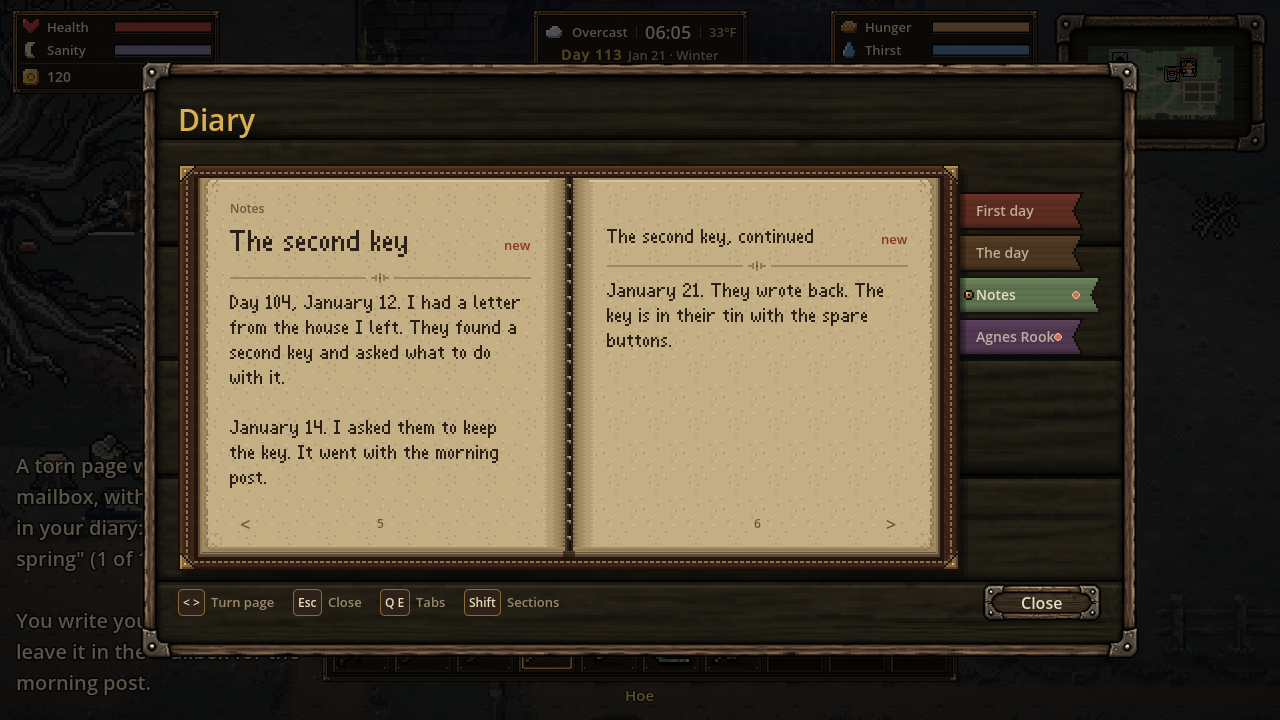 Health
Sanity
120
Overcast 06:05 33°F
Day 113 Jan 21 · Winter
Hunger
Thirst
Diary
Notes
The second key new
Day 104, January 12. I had a letter
from the house I left. They found a
second key and asked what to do
with it.
January 14. I asked them to keep
the key. It went with the morning
post.
< 5
The second key, continued new
January 21. They wrote back. The
key is in their tin with the spare
buttons.
6 >
First day
The day
Notes
Agnes Rook
A torn page
mailbox, with
in your diary:
spring" (1 of
You write you
leave it in the
morning post.
< > Turn page Esc Close Q E Tabs Shift Sections
Close
Hoe